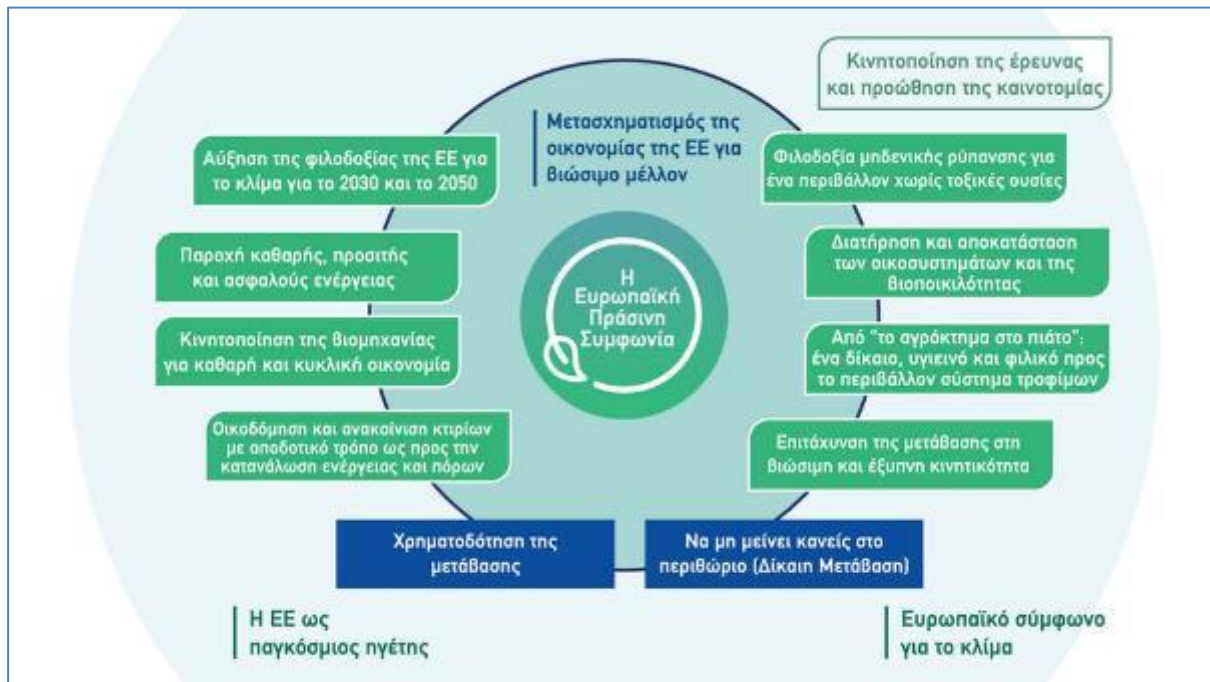 Κινητοποίηση της έρευνας
και προώθηση της καινοτομίας
Μετασχηματισμός της
οικονομίας της ΕΕ για
βιώσιμο μέλλον
Αύξηση της φιλοδοξίας της ΕΕ για
το κλίμα για το 2030 και το 2050
Φιλοδοξία μηδενικής ρύπανσης για
ένα περιβάλλον χωρίς τοξικές ουσίες
Παροχή καθαρής, προσιτής
και ασφαλούς ενέργειας
Διατήρηση και αποκατάσταση
των οικοσυστημάτων και της
βιοποικιλότητας
Η
Ευρωπαϊκή
Πράσινη
Συμφωνία
Κινητοποίηση της βιομηχανίας
για καθαρή και κυκλική οικονομία
Από "το αγρόκτημα στο πιάτο":
ένα δίκαιο, υγιεινό και φιλικό προς
το περιβάλλον σύστημα τροφίμων
Οικοδόμηση και ανακαίνιση κτιρίων
με αποδοτικό τρόπο ως προς την
κατανάλωση ενέργειας και πόρων
Επιτάχυνση της μετάβασης στη
βιώσιμη και έξυπνη κινητικότητα
Χρηματοδότηση της
μετάβασης
Να μη μείνει κανείς στο
περιθώριο (Δίκαιη Μετάβαση)
Η ΕΕ ως
παγκόσμιος ηγέτης
Ευρωπαϊκό σύμφωνο
για το κλίμα